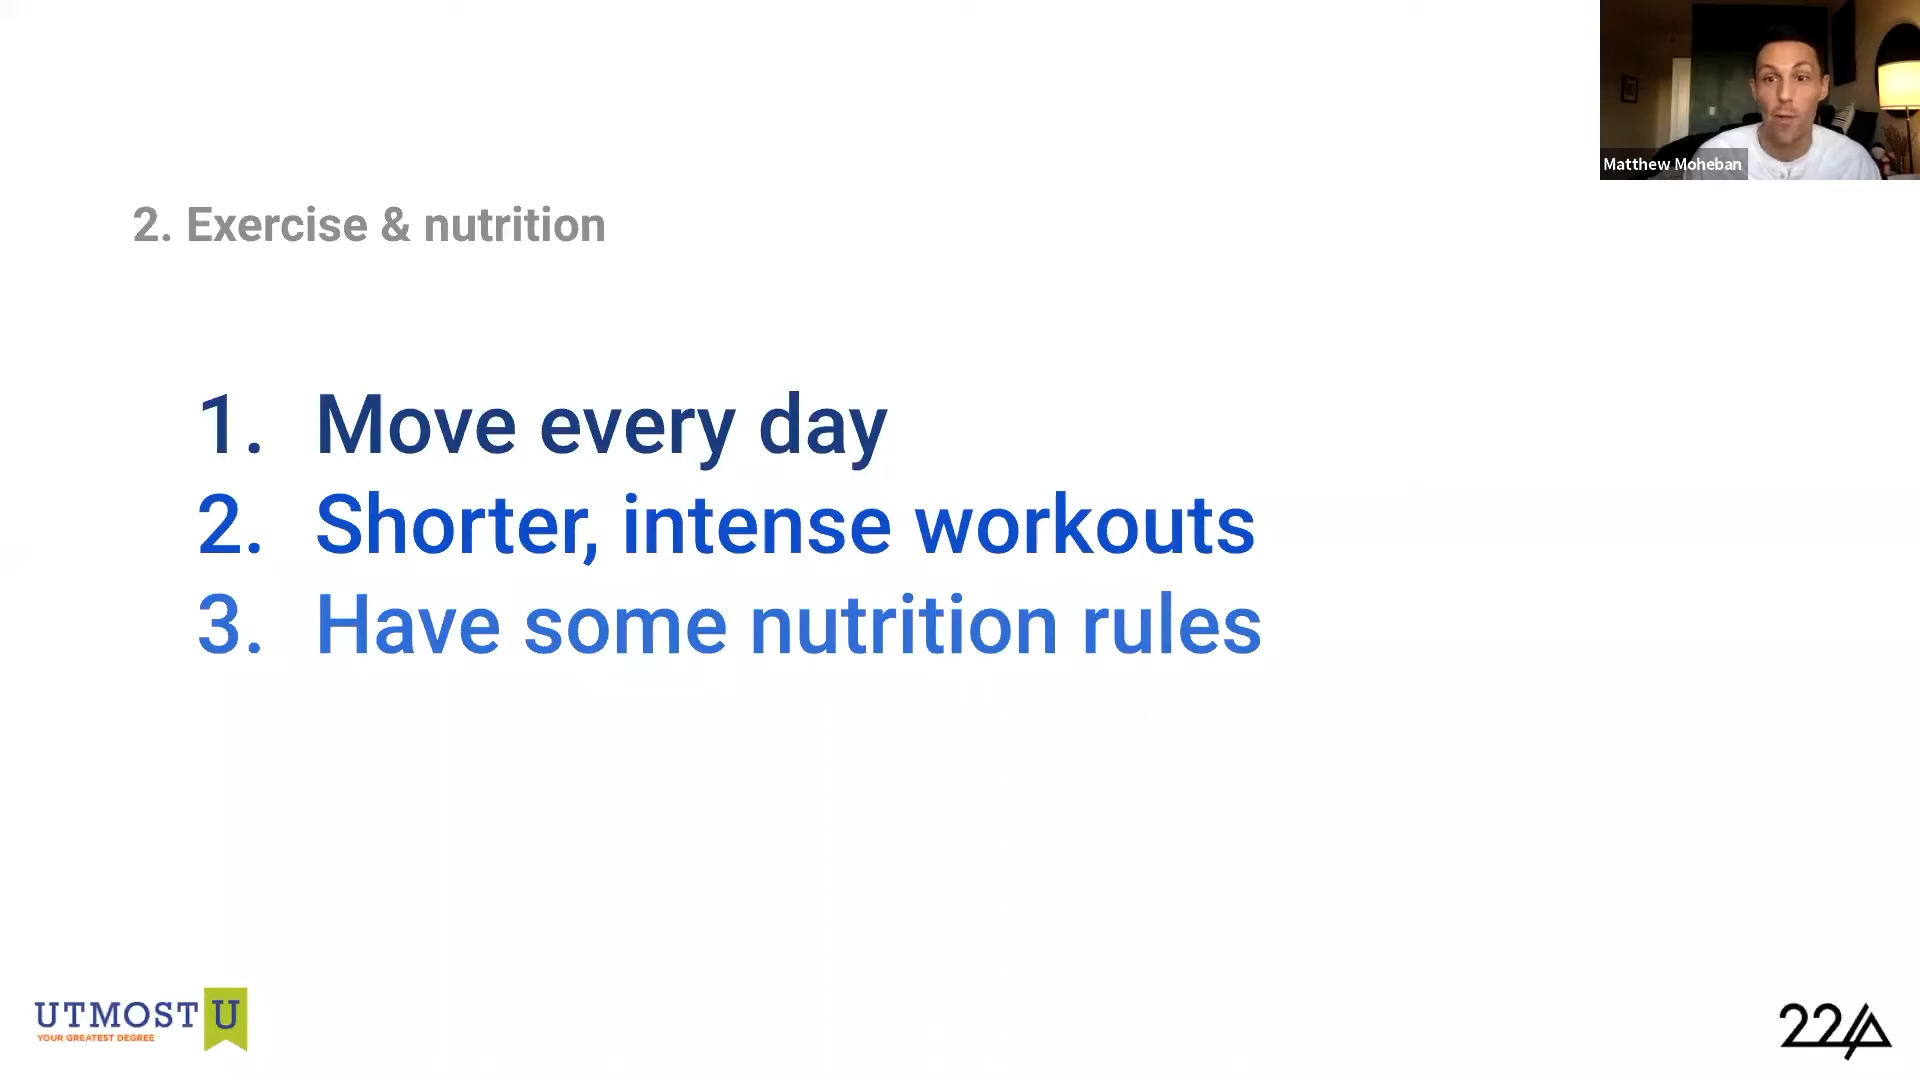 Matthew Moheban
2. Exercise & nutrition
1. Move every day
2. Shorter, intense workouts
3. Have some nutrition rules
UTMOST U
YOUR GREATEST DEGREE
22A